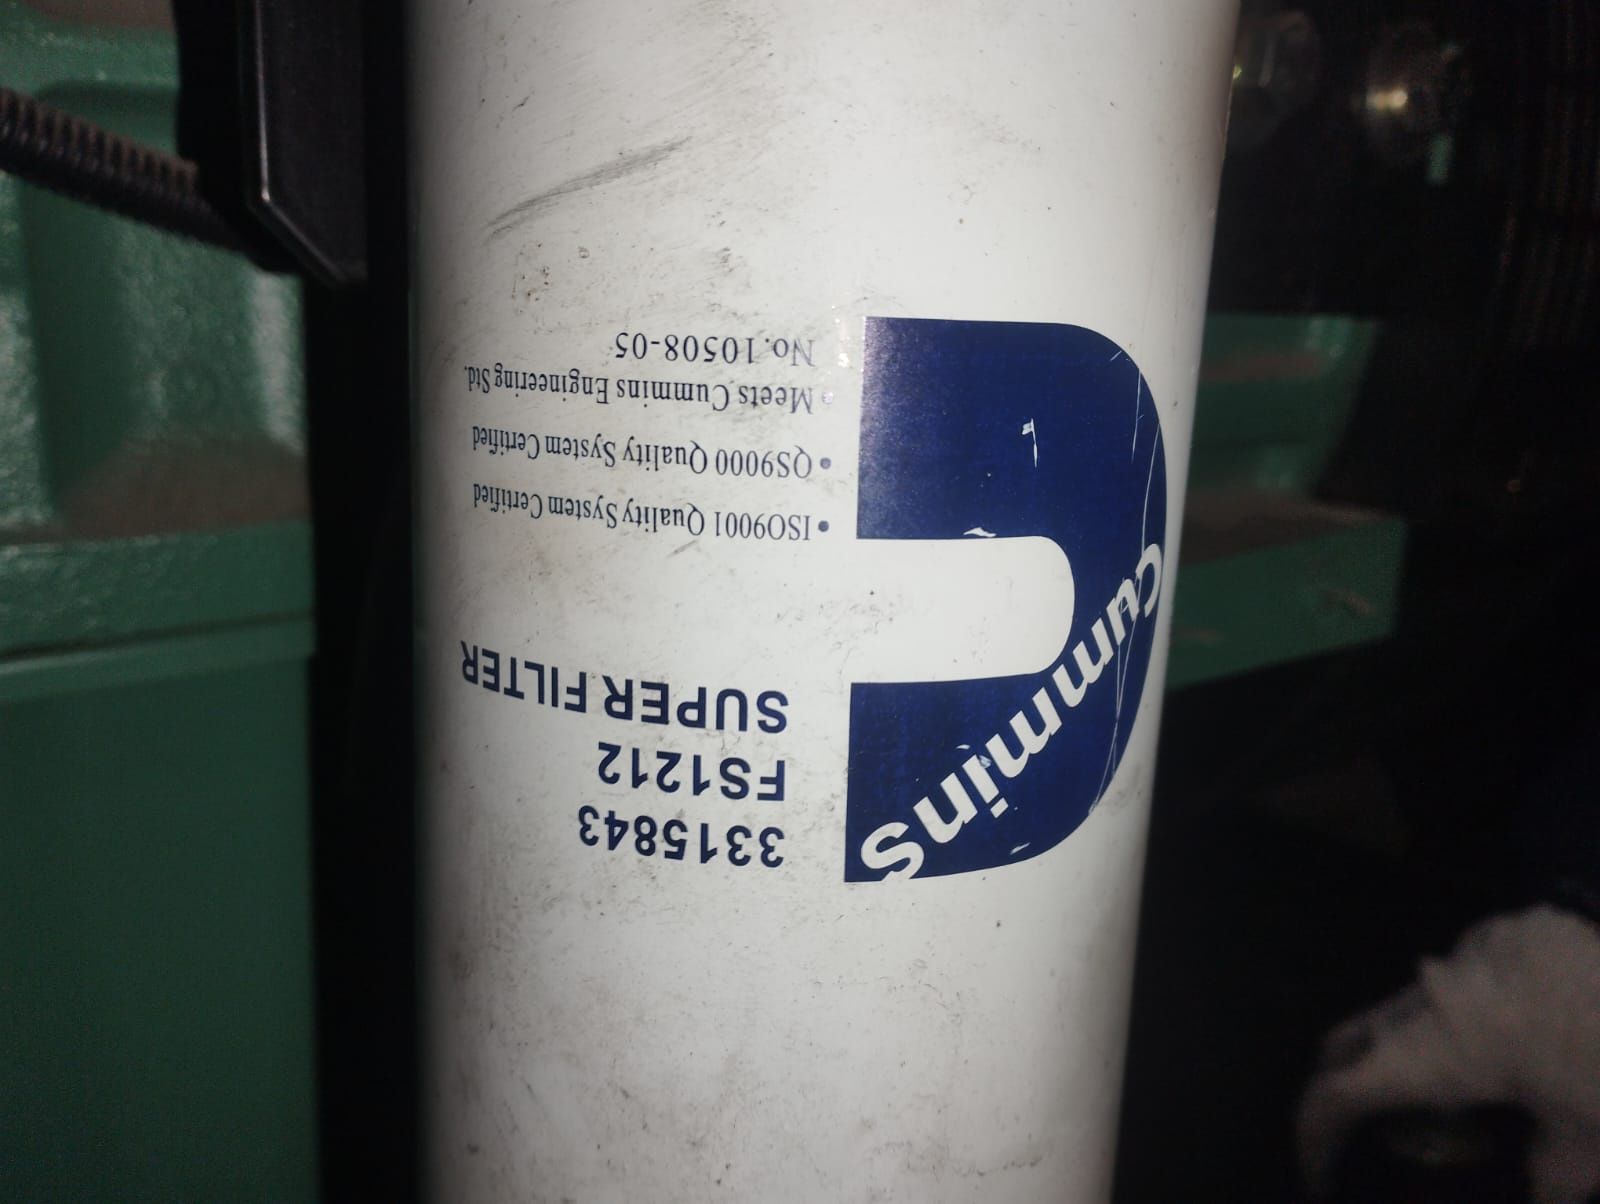 Cummins
3315843
FS1212
SUPER FILTER
• ISO9001 Quality System Certified
• QS9000 Quality System Certified
• Meets Cummins Engineering Std.
No.10508-05